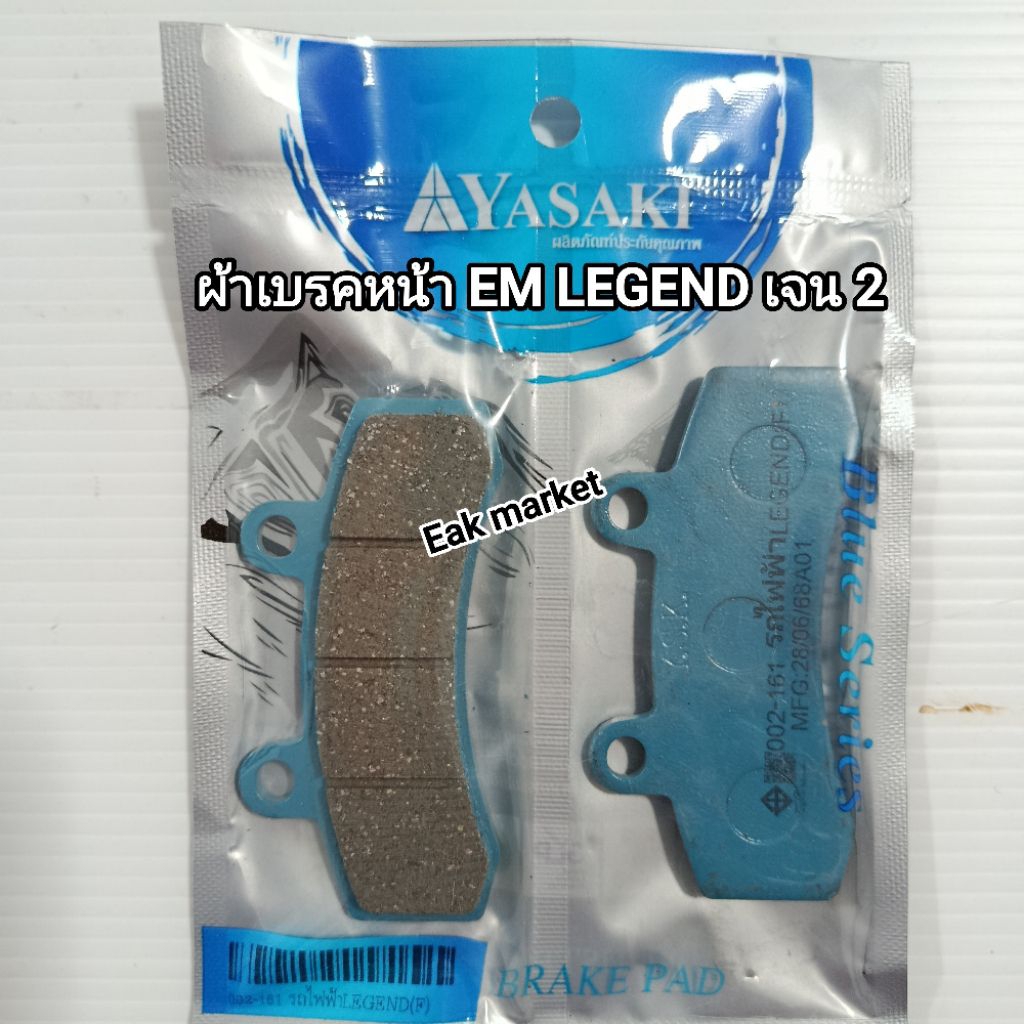 YASAKI
ผลิตภัณฑ์ประกันคุณภาพ
ผ้าเบรคหน้า EM LEGEND เจน 2
Eak market
Blue Series
002-161 รถไฟฟ้าLEGEND(F)
MFG.28/06/68A01
002-161 รถไฟฟ้าLEGEND(F)
BRAKE PAD